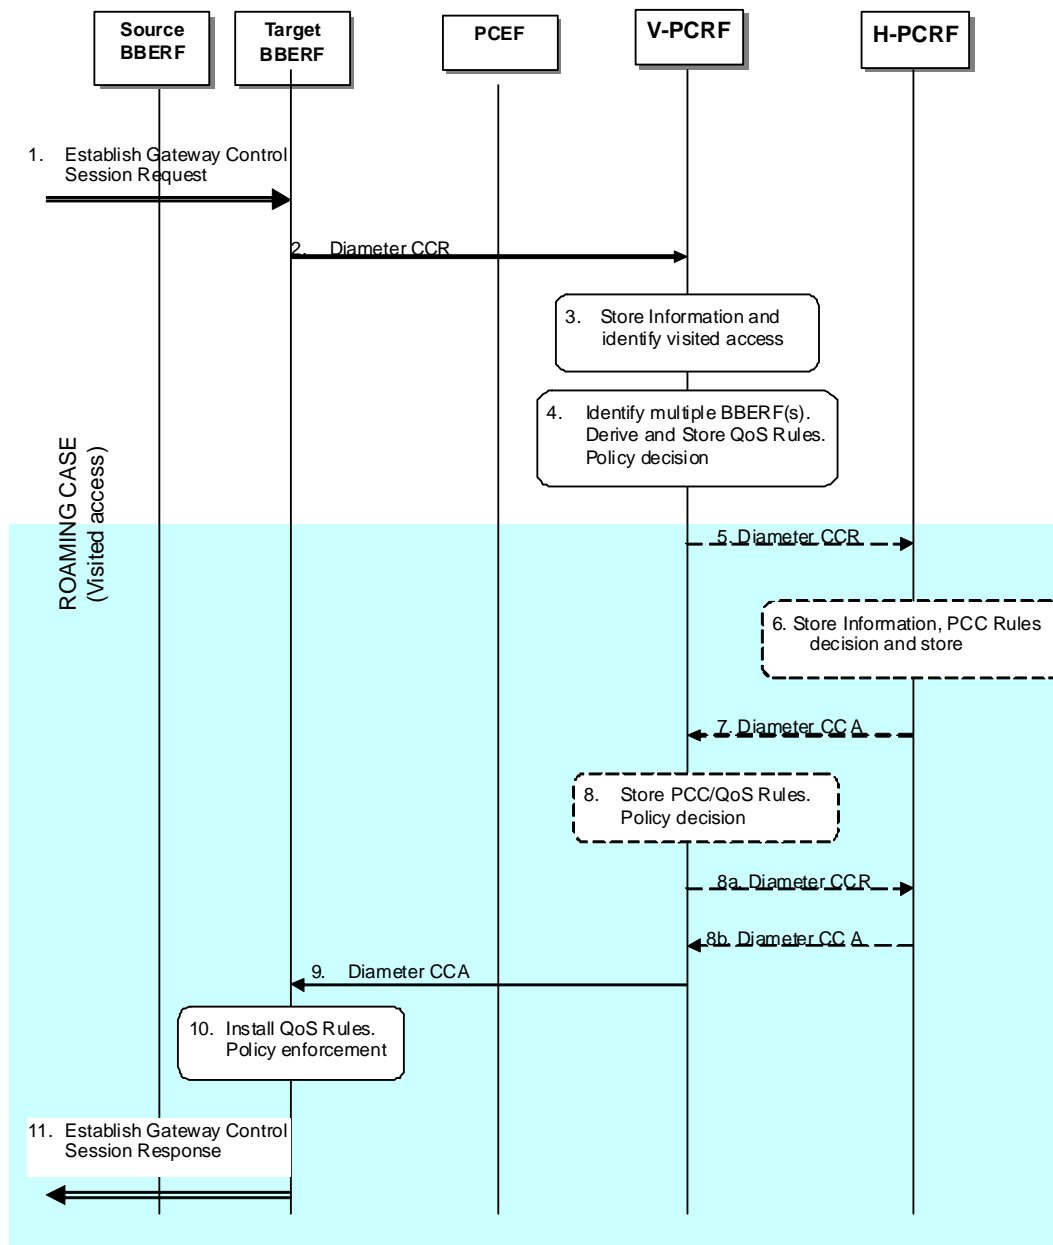 Source
BBERF
Target
BBERF
PCEF
V-PCRF
H-PCRF
1. Establish Gateway Control
Session Request
2. Diameter CCR
3. Store Information and
identify visited access
4. Identify multiple BBERF(s).
Derive and Store QoS Rules.
Policy decision
ROAMING CASE
(Visited access)
5. Diameter CCR
6. Store Information, PCC Rules
decision and store
7. Diameter CCA
8. Store PCC/QoS Rules.
Policy decision
8a. Diameter CCR
8b. Diameter CCA
9. Diameter CCA
10. Install QoS Rules.
Policy enforcement
11. Establish Gateway Control
Session Response